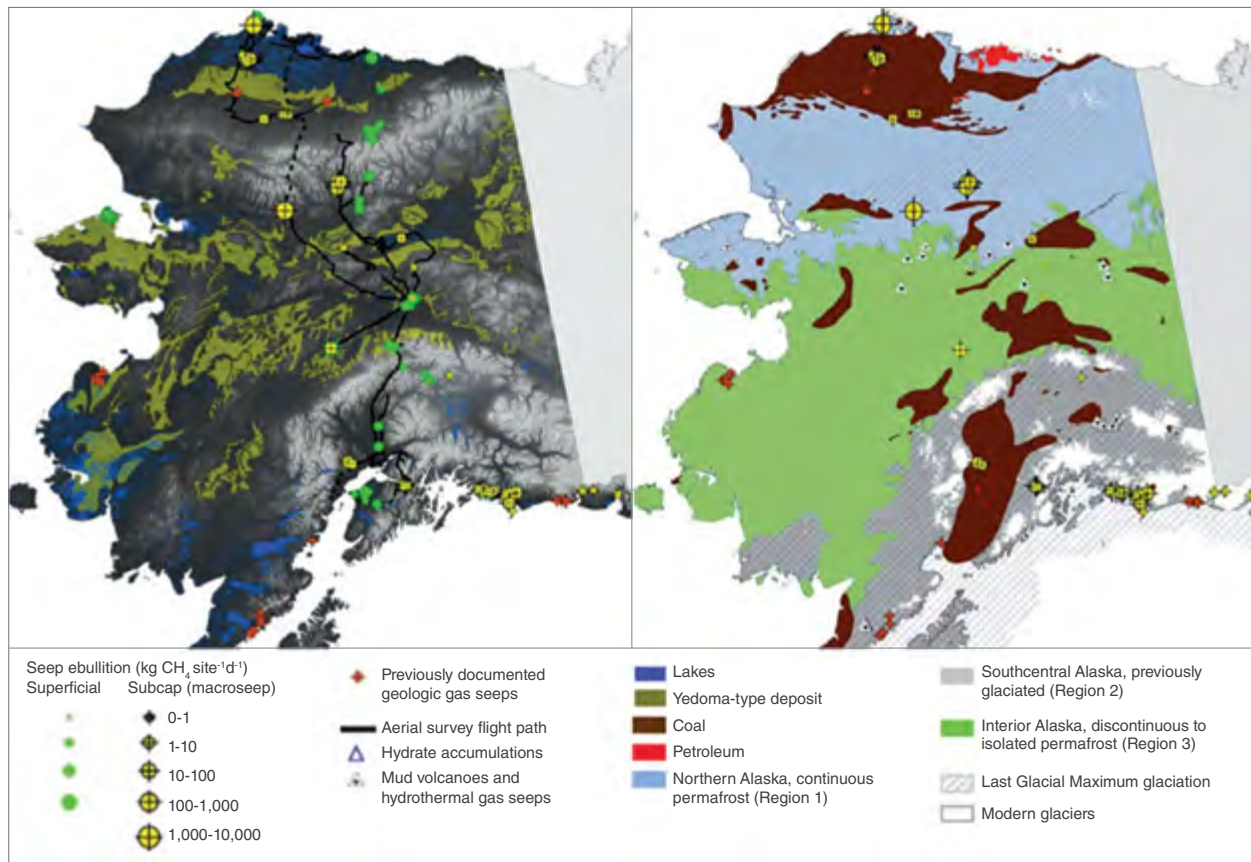 Seep ebullition (kg CH₄ site⁻¹d⁻¹)
Superficial Subcap (macroseep)
0-1
1-10
10-100
100-1,000
1,000-10,000
Previously documented
geologic gas seeps
Aerial survey flight path
Hydrate accumulations
Mud volcanoes and
hydrothermal gas seeps
Lakes
Yedoma-type deposit
Coal
Petroleum
Northern Alaska, continuous
permafrost (Region 1)
Southcentral Alaska, previously
glaciated (Region 2)
Interior Alaska, discontinuous to
isolated permafrost (Region 3)
Last Glacial Maximum glaciation
Modern glaciers